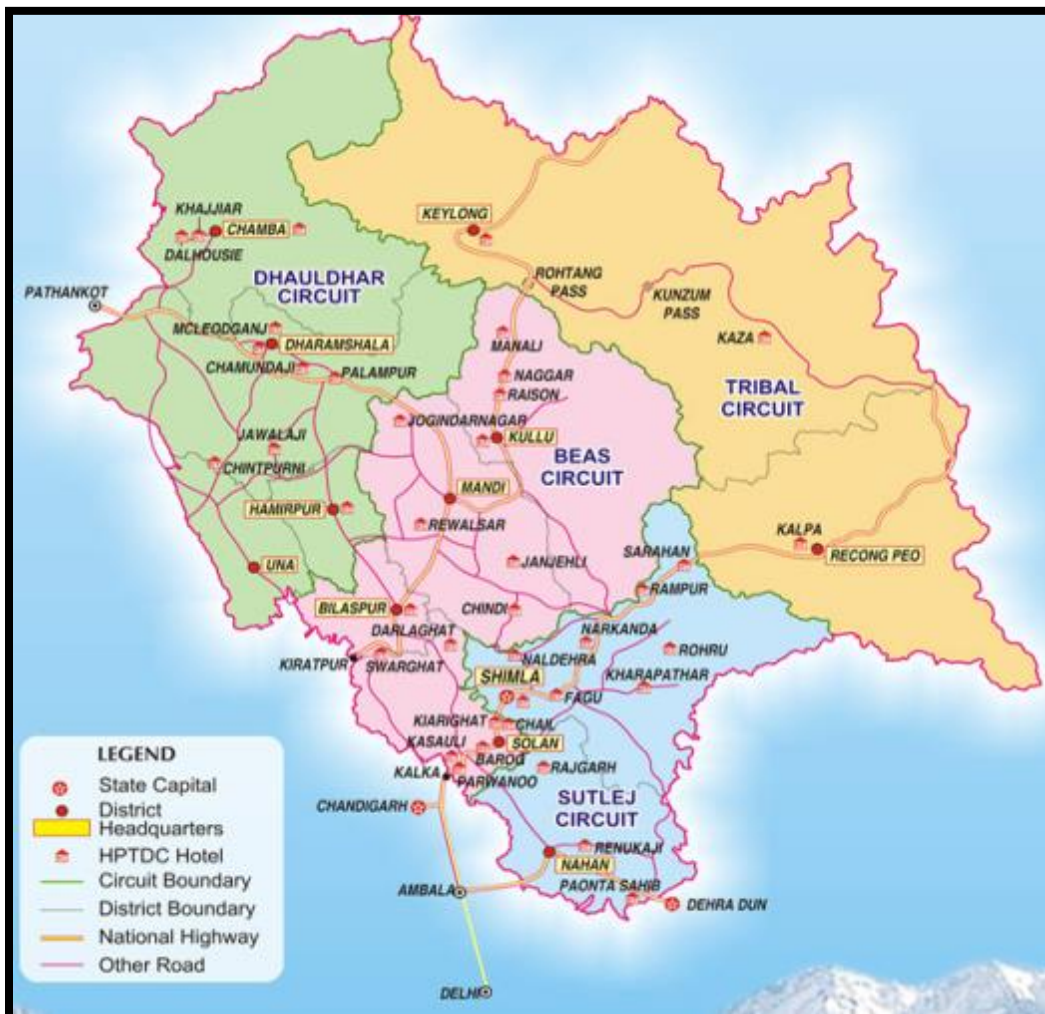 KHAJJIAR
CHAMBA
DALHOUSIE
KEYLONG
DHAULDHAR
CIRCUIT
ROHTANG
PASS
PATHANKOT
KUNZUM
PASS
MCLEODGANJ
DHARAMSHALA
MANALI
KAZA
CHAMUNDAJI
PALAMPUR
NAGGAR
RAISON
TRIBAL
CIRCUIT
JOGINDARNAGAR
JAWALAJI
KULLU
CHINTPURNI
BEAS
CIRCUIT
MANDI
HAMIRPUR
REWALSAR
KALPA
SARAHAN
RECONG PEO
UNA
JANJEHLI
RAMPUR
BILASPUR
CHINDI
DARLAGHAT
NARKANDA
ROHRU
KIRATPUR
SWARGHAT
NALDEHRA
SHIMLA
KHARAPATHAR
FAGU
KIARIGHAT
CHAIL
KASAULI
SOLAN
BAROG
RAJGARH
KALKA
PARWANOO
CHANDIGARH
SUTLEJ
CIRCUIT
RENUKAJI
NAHAN
PAONTA SAHIB
AMBALA
DEHRA DUN
DELHI
LEGEND
State Capital
District
Headquarters
HPTDC Hotel
Circuit Boundary
District Boundary
National Highway
Other Road